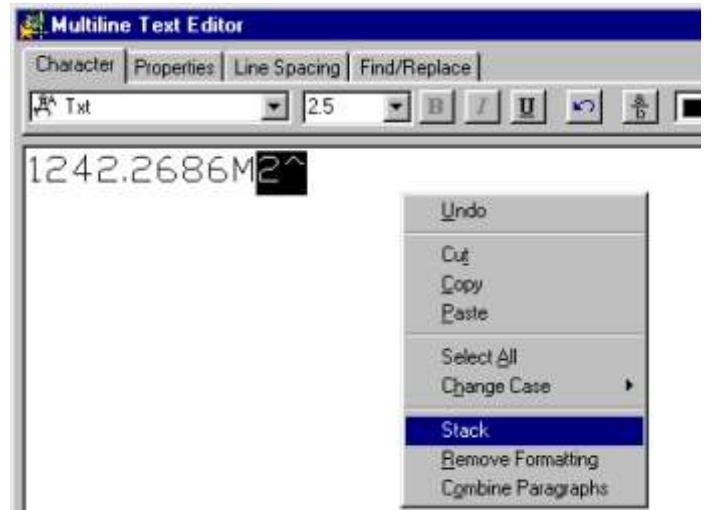 Multiline Text Editor
Character Properties Line Spacing Find/Replace
Txt 2.5 B I U a/b
1242.2686M2^
Undo
Cut
Copy
Paste
Select All
Change Case
Stack
Remove Formatting
Combine Paragraphs